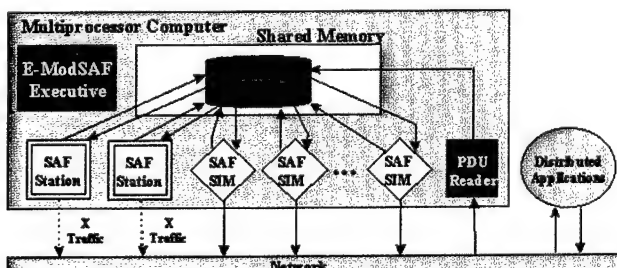 Multiprocessor Computer
Shared Memory
E-ModSAF
Executive
SAF
Station
SAF
Station
SAF
SIM
SAF
SIM
...
SAF
SIM
PDU
Reader
Distributed
Applications
X
Traffic
X
Traffic
Network